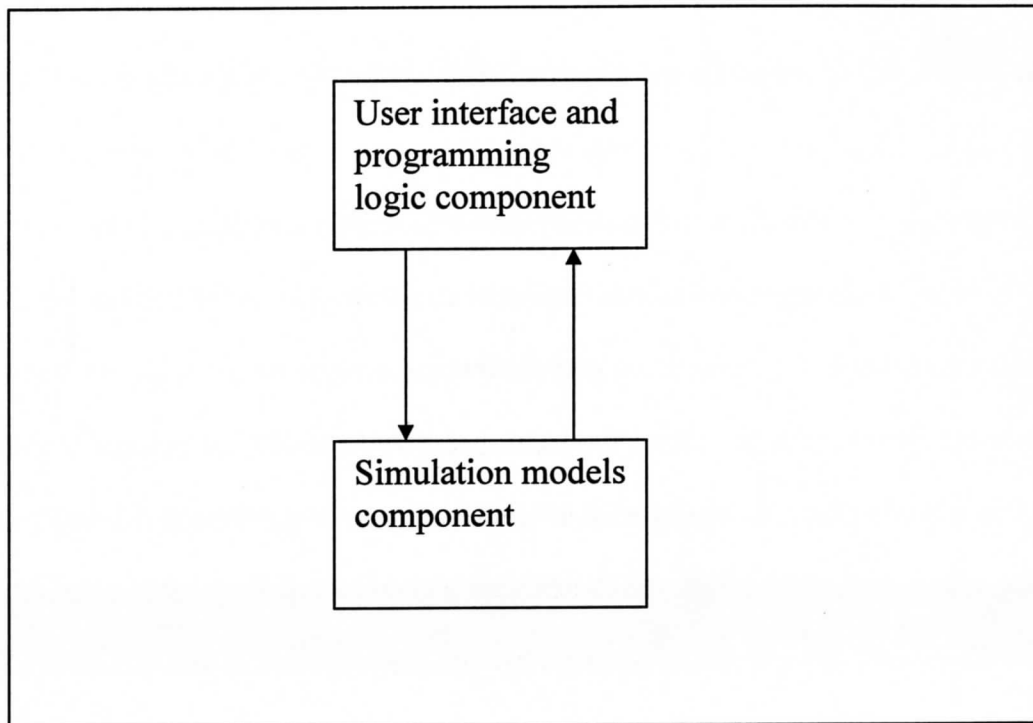 User interface and
programming
logic component
Simulation models
component